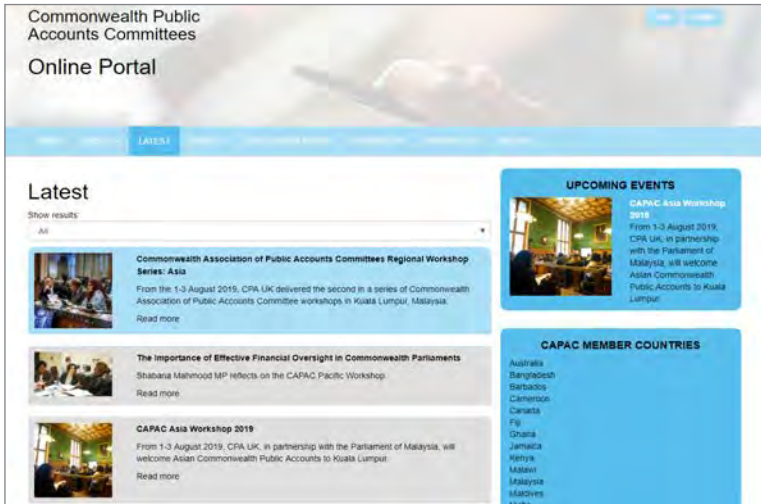 Commonwealth Public
Accounts Committees
Online Portal
LATEST
Latest
Show results
All
Commonwealth Association of Public Accounts Committees Regional Workshop
Series: Asia
From the 1-3 August 2019, CPA UK delivered the second in a series of Commonwealth
Association of Public Accounts Committee workshops in Kuala Lumpur, Malaysia.
Read more
The Importance of Effective Financial Oversight in Commonwealth Parliaments
Shabana Mahmood MP reflects on the CAPAC Pacific Workshop.
Read more
CAPAC Asia Workshop 2019
From 1-3 August 2019, CPA UK, in partnership with the Parliament of Malaysia, will
welcome Asian Commonwealth Public Accounts to Kuala Lumpur.
Read more
UPCOMING EVENTS
CAPAC Asia Workshop
2019
From 1-3 August 2019,
CPA UK, in partnership
with the Parliament of
Malaysia, will welcome
Asian Commonwealth
Public Accounts to Kuala
Lumpur.
CAPAC MEMBER COUNTRIES
Australia
Bangladesh
Barbados
Cameroon
Canada
Fiji
Ghana
Jamaica
Kenya
Malawi
Malaysia
Maldives